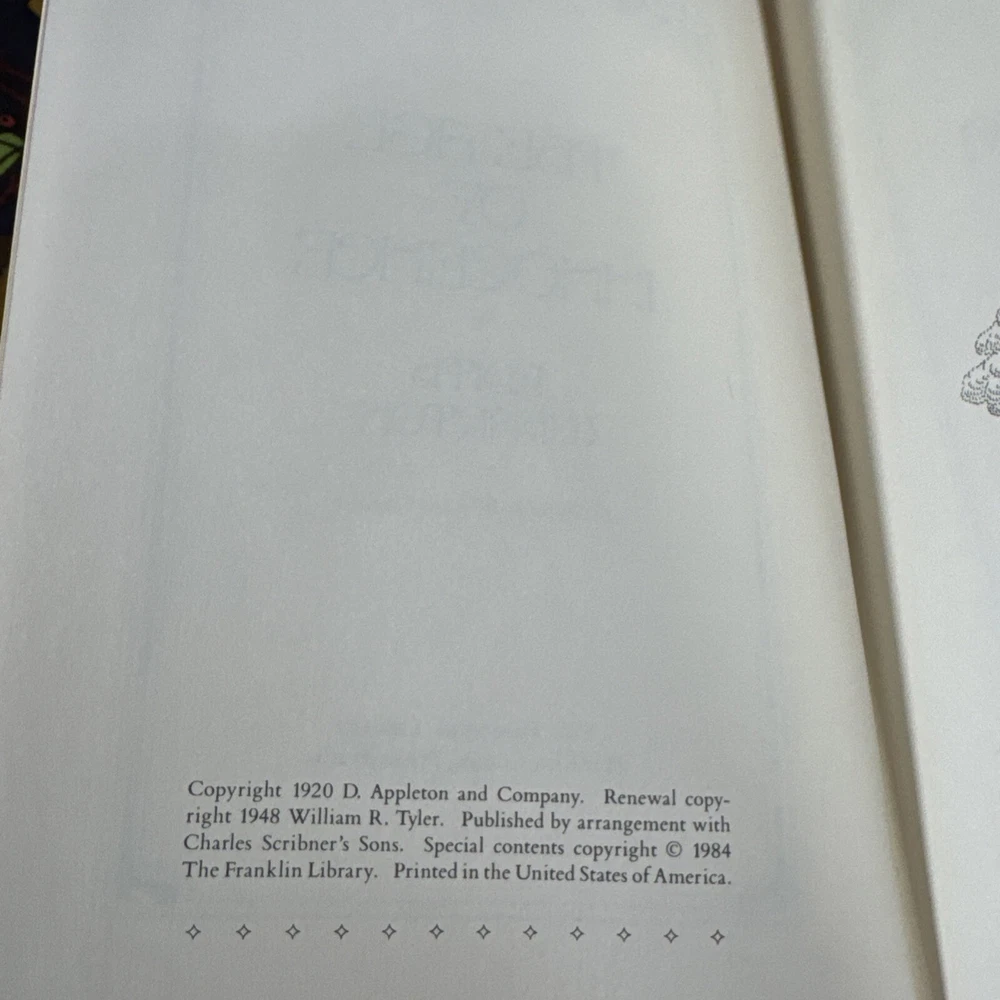 Copyright 1920 D. Appleton and Company. Renewal copy-
right 1948 William R. Tyler. Published by arrangement with
Charles Scribner's Sons. Special contents copyright © 1984
The Franklin Library. Printed in the United States of America.